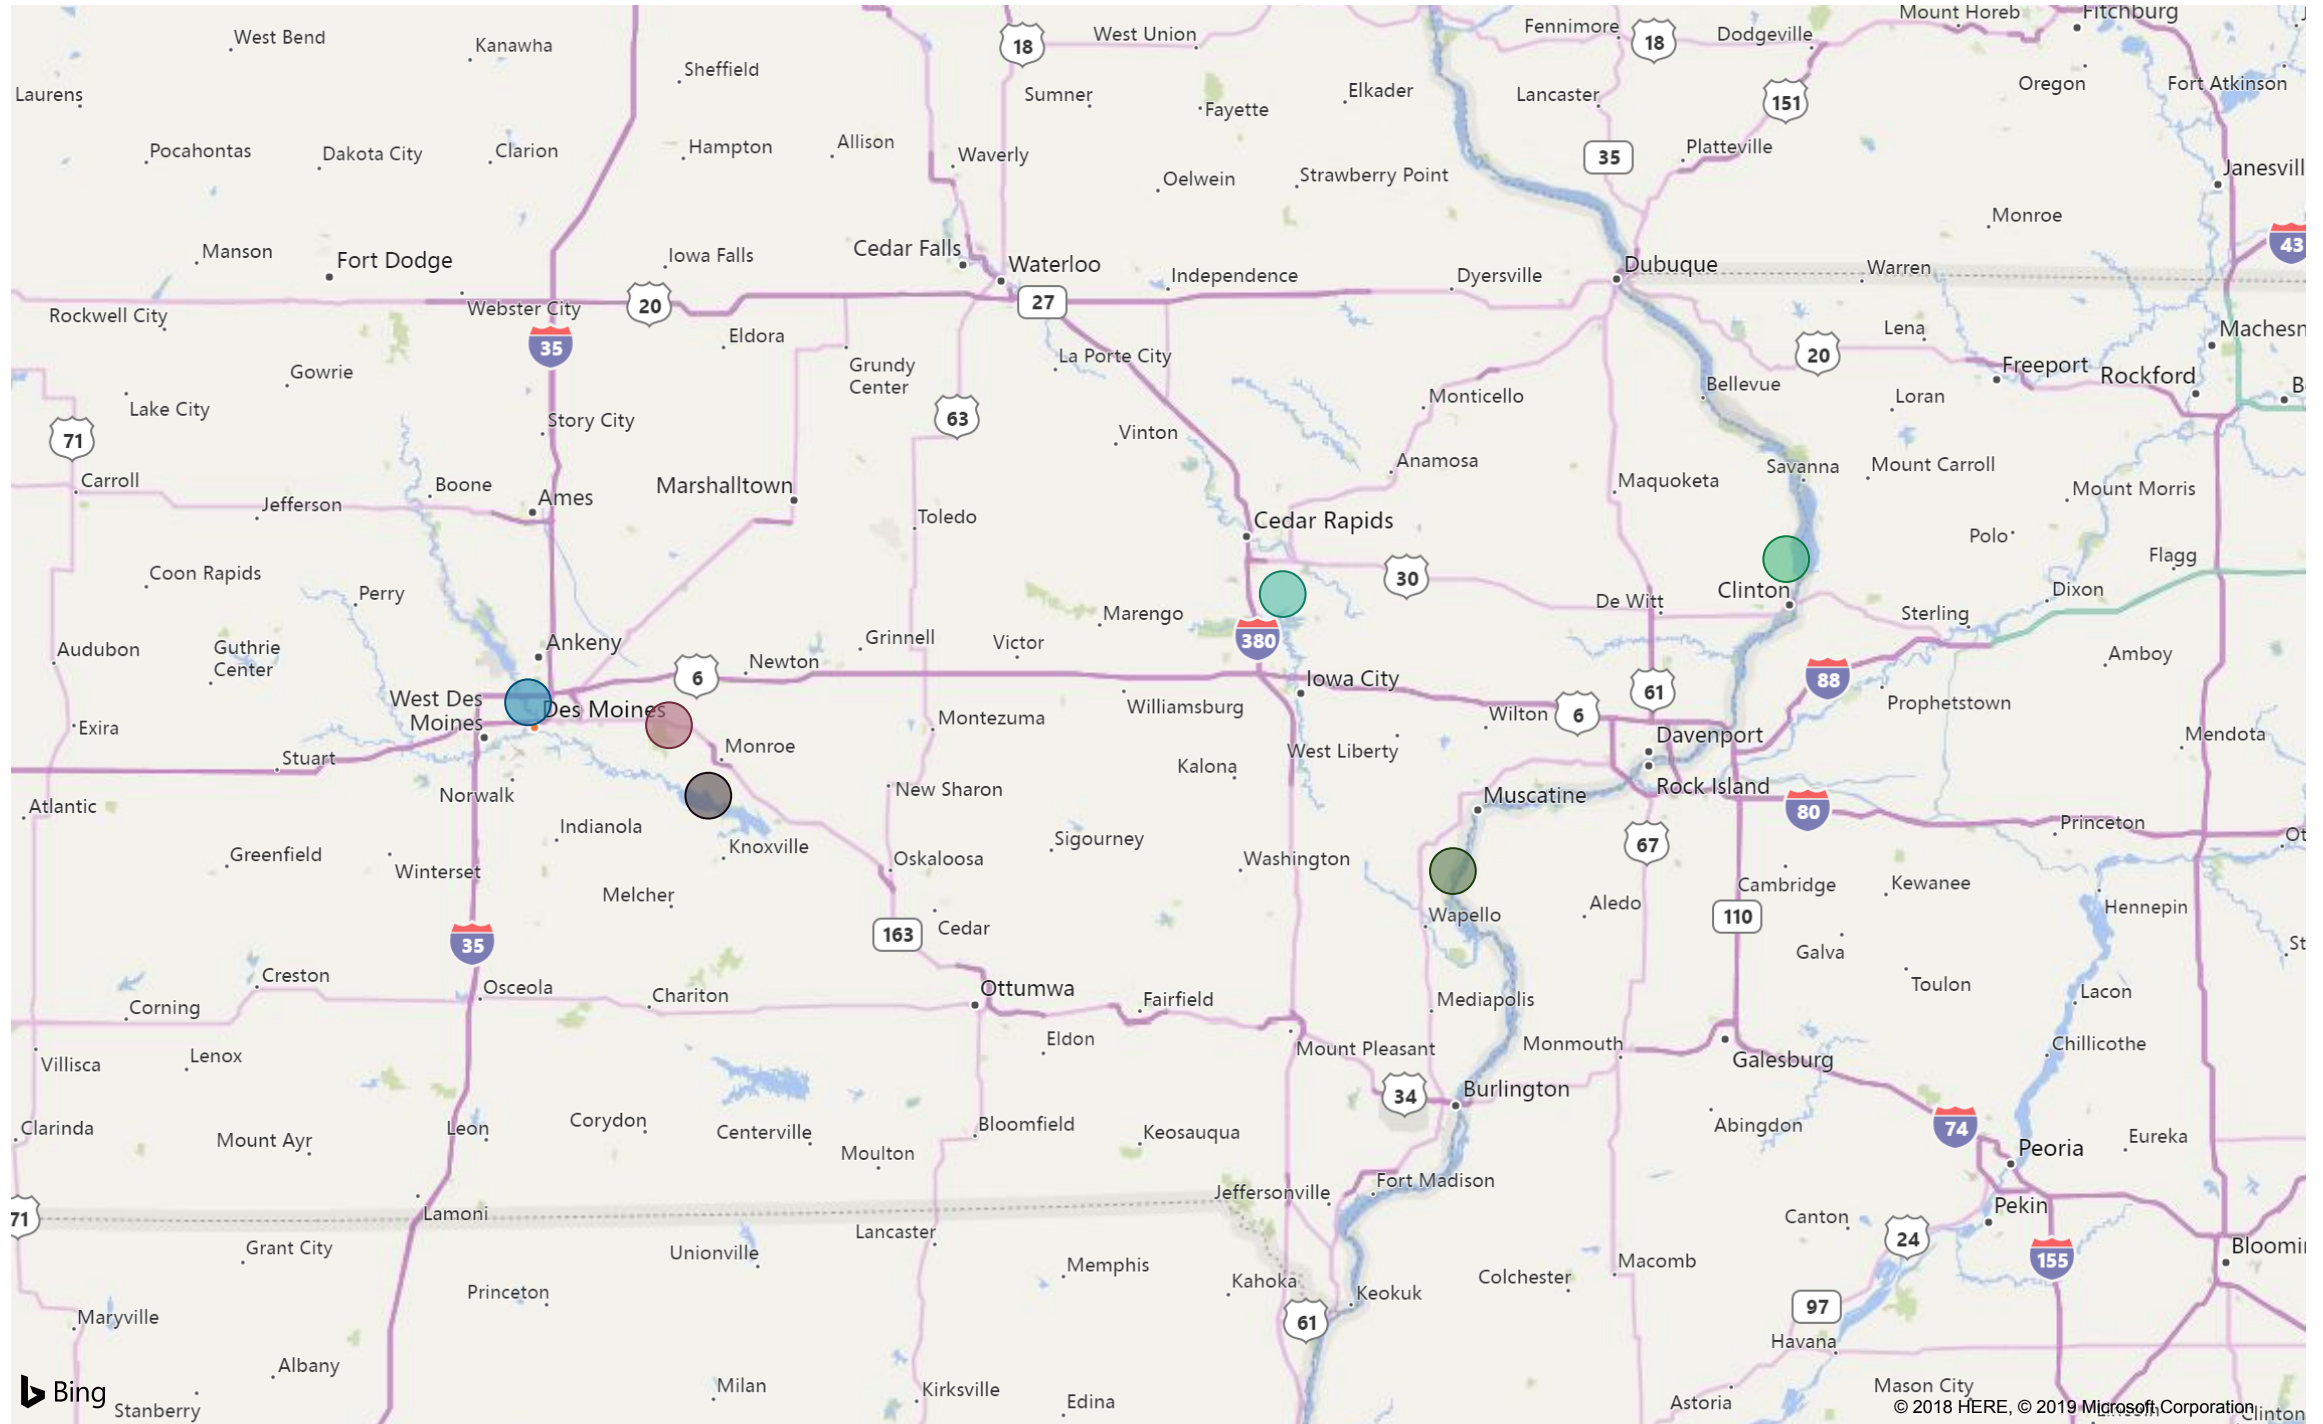 West Bend
Kanawha
18
West Union
Fennimore
18
Dodgeville
Mount Horeb
Fitchburg
Laurens
Sheffield
Sumner
Fayette
Elkader
Lancaster
151
Oregon
Fort Atkinson
Pocahontas
Dakota City
Clarion
Hampton
Allison
Waverly
Oelwein
Strawberry Point
35
Platteville
Janesvill
Monroe
43
Manson
Fort Dodge
Iowa Falls
Cedar Falls
Waterloo
Independence
Dyersville
Dubuque
Warren
Rockwell City
Webster City
20
27
35
Eldora
La Porte City
Lena
20
Machesn
Gowrie
Grundy
Center
Bellevue
Freeport
Rockford
B
Lake City
Story City
63
Monticello
Loran
71
Vinton
Carroll
Boone
Ames
Marshalltown
Anamosa
Savanna
Mount Carroll
Jefferson
Toledo
Cedar Rapids
Maquoketa
Mount Morris
Polo
Flagg
Coon Rapids
Perry
30
Clinton
De Witt
Dixon
Marengo
Sterling
Audubon
Guthrie
Center
Ankeny
Grinnell
Victor
380
Amboy
6
Newton
Iowa City
61
88
West Des
Moines
Des Moines
Williamsburg
Wilton
6
Prophetstown
Exira
Montezuma
Davenport
Mendota
Stuart
Monroe
West Liberty
Kalona
Rock Island
Atlantic
Norwalk
New Sharon
Muscatine
80
Indianola
Knoxville
Sigourney
Princeton
Ot
Greenfield
Winterset
Oskaloosa
Washington
67
Melcher
Cambridge
Kewanee
Wapello
Aledo
110
Hennepin
35
163
Cedar
Galva
St
Creston
Osceola
Chariton
Ottumwa
Fairfield
Mediapolis
Toulon
Lacon
Corning
Eldon
Mount Pleasant
Monmouth
Galesburg
Chillicothe
Villisca
Lenox
34
Burlington
Clarinda
Mount Ayr
Leon
Corydon
Centerville
Bloomfield
Keosauqua
Abingdon
74
Eureka
Moulton
Peoria
Jeffersonville
Fort Madison
71
Lamoni
Pekin
Canton
Grant City
Unionville
Lancaster
24
Bloomi
Memphis
Kahoka
Colchester
Macomb
155
Princeton
Keokuk
Maryville
61
97
Havana
Albany
Bing
Milan
Kirksville
Edina
Astoria
Mason City
Stanberry
© 2018 HERE, © 2019 Microsoft Corporation
Lincoln
Clinton